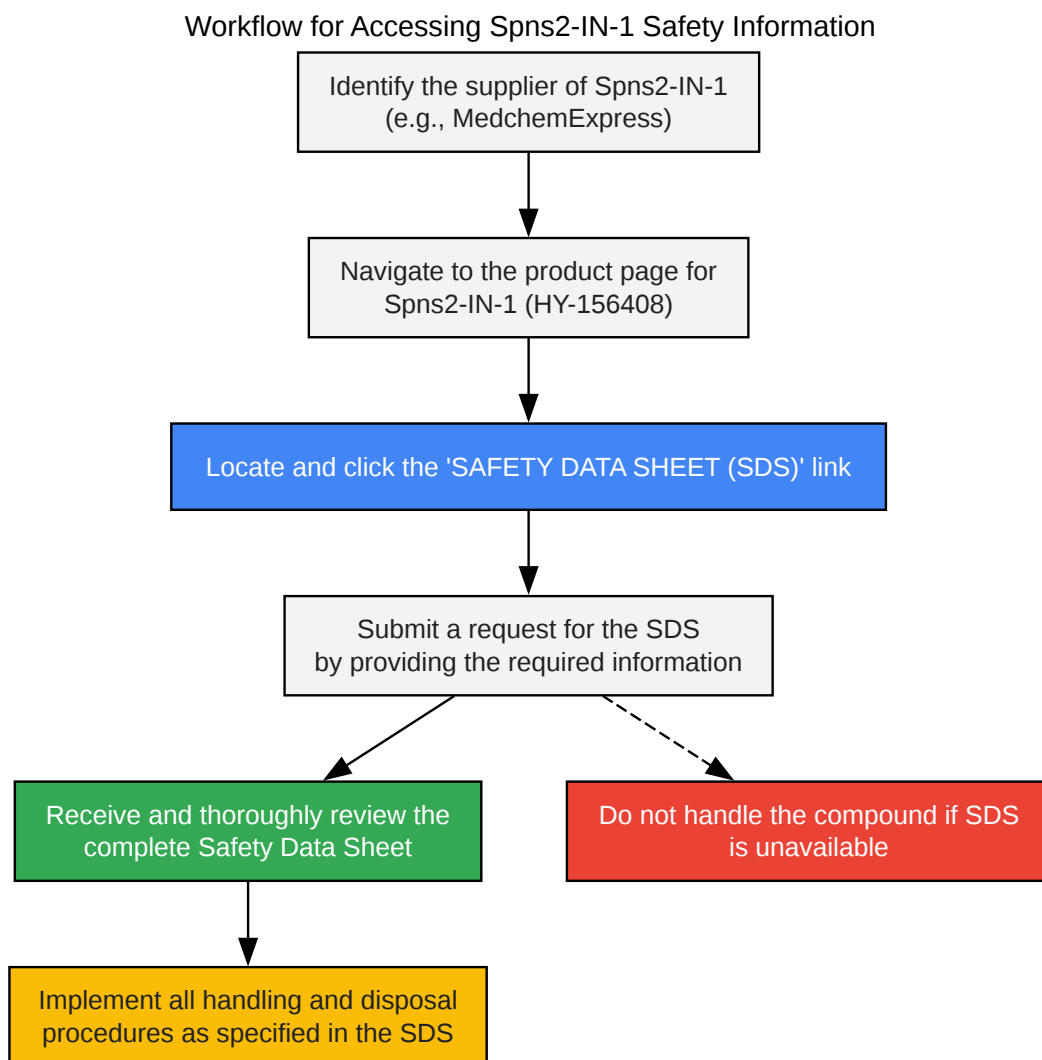 Workflow for Accessing Spns2-IN-1 Safety Information
Identify the supplier of Spns2-IN-1
(e.g., MedchemExpress)
Navigate to the product page for
Spns2-IN-1 (HY-156408)
Locate and click the 'SAFETY DATA SHEET (SDS)' link
Submit a request for the SDS
by providing the required information
Receive and thoroughly review the
complete Safety Data Sheet
Do not handle the compound if SDS
is unavailable
Implement all handling and disposal
procedures as specified in the SDS